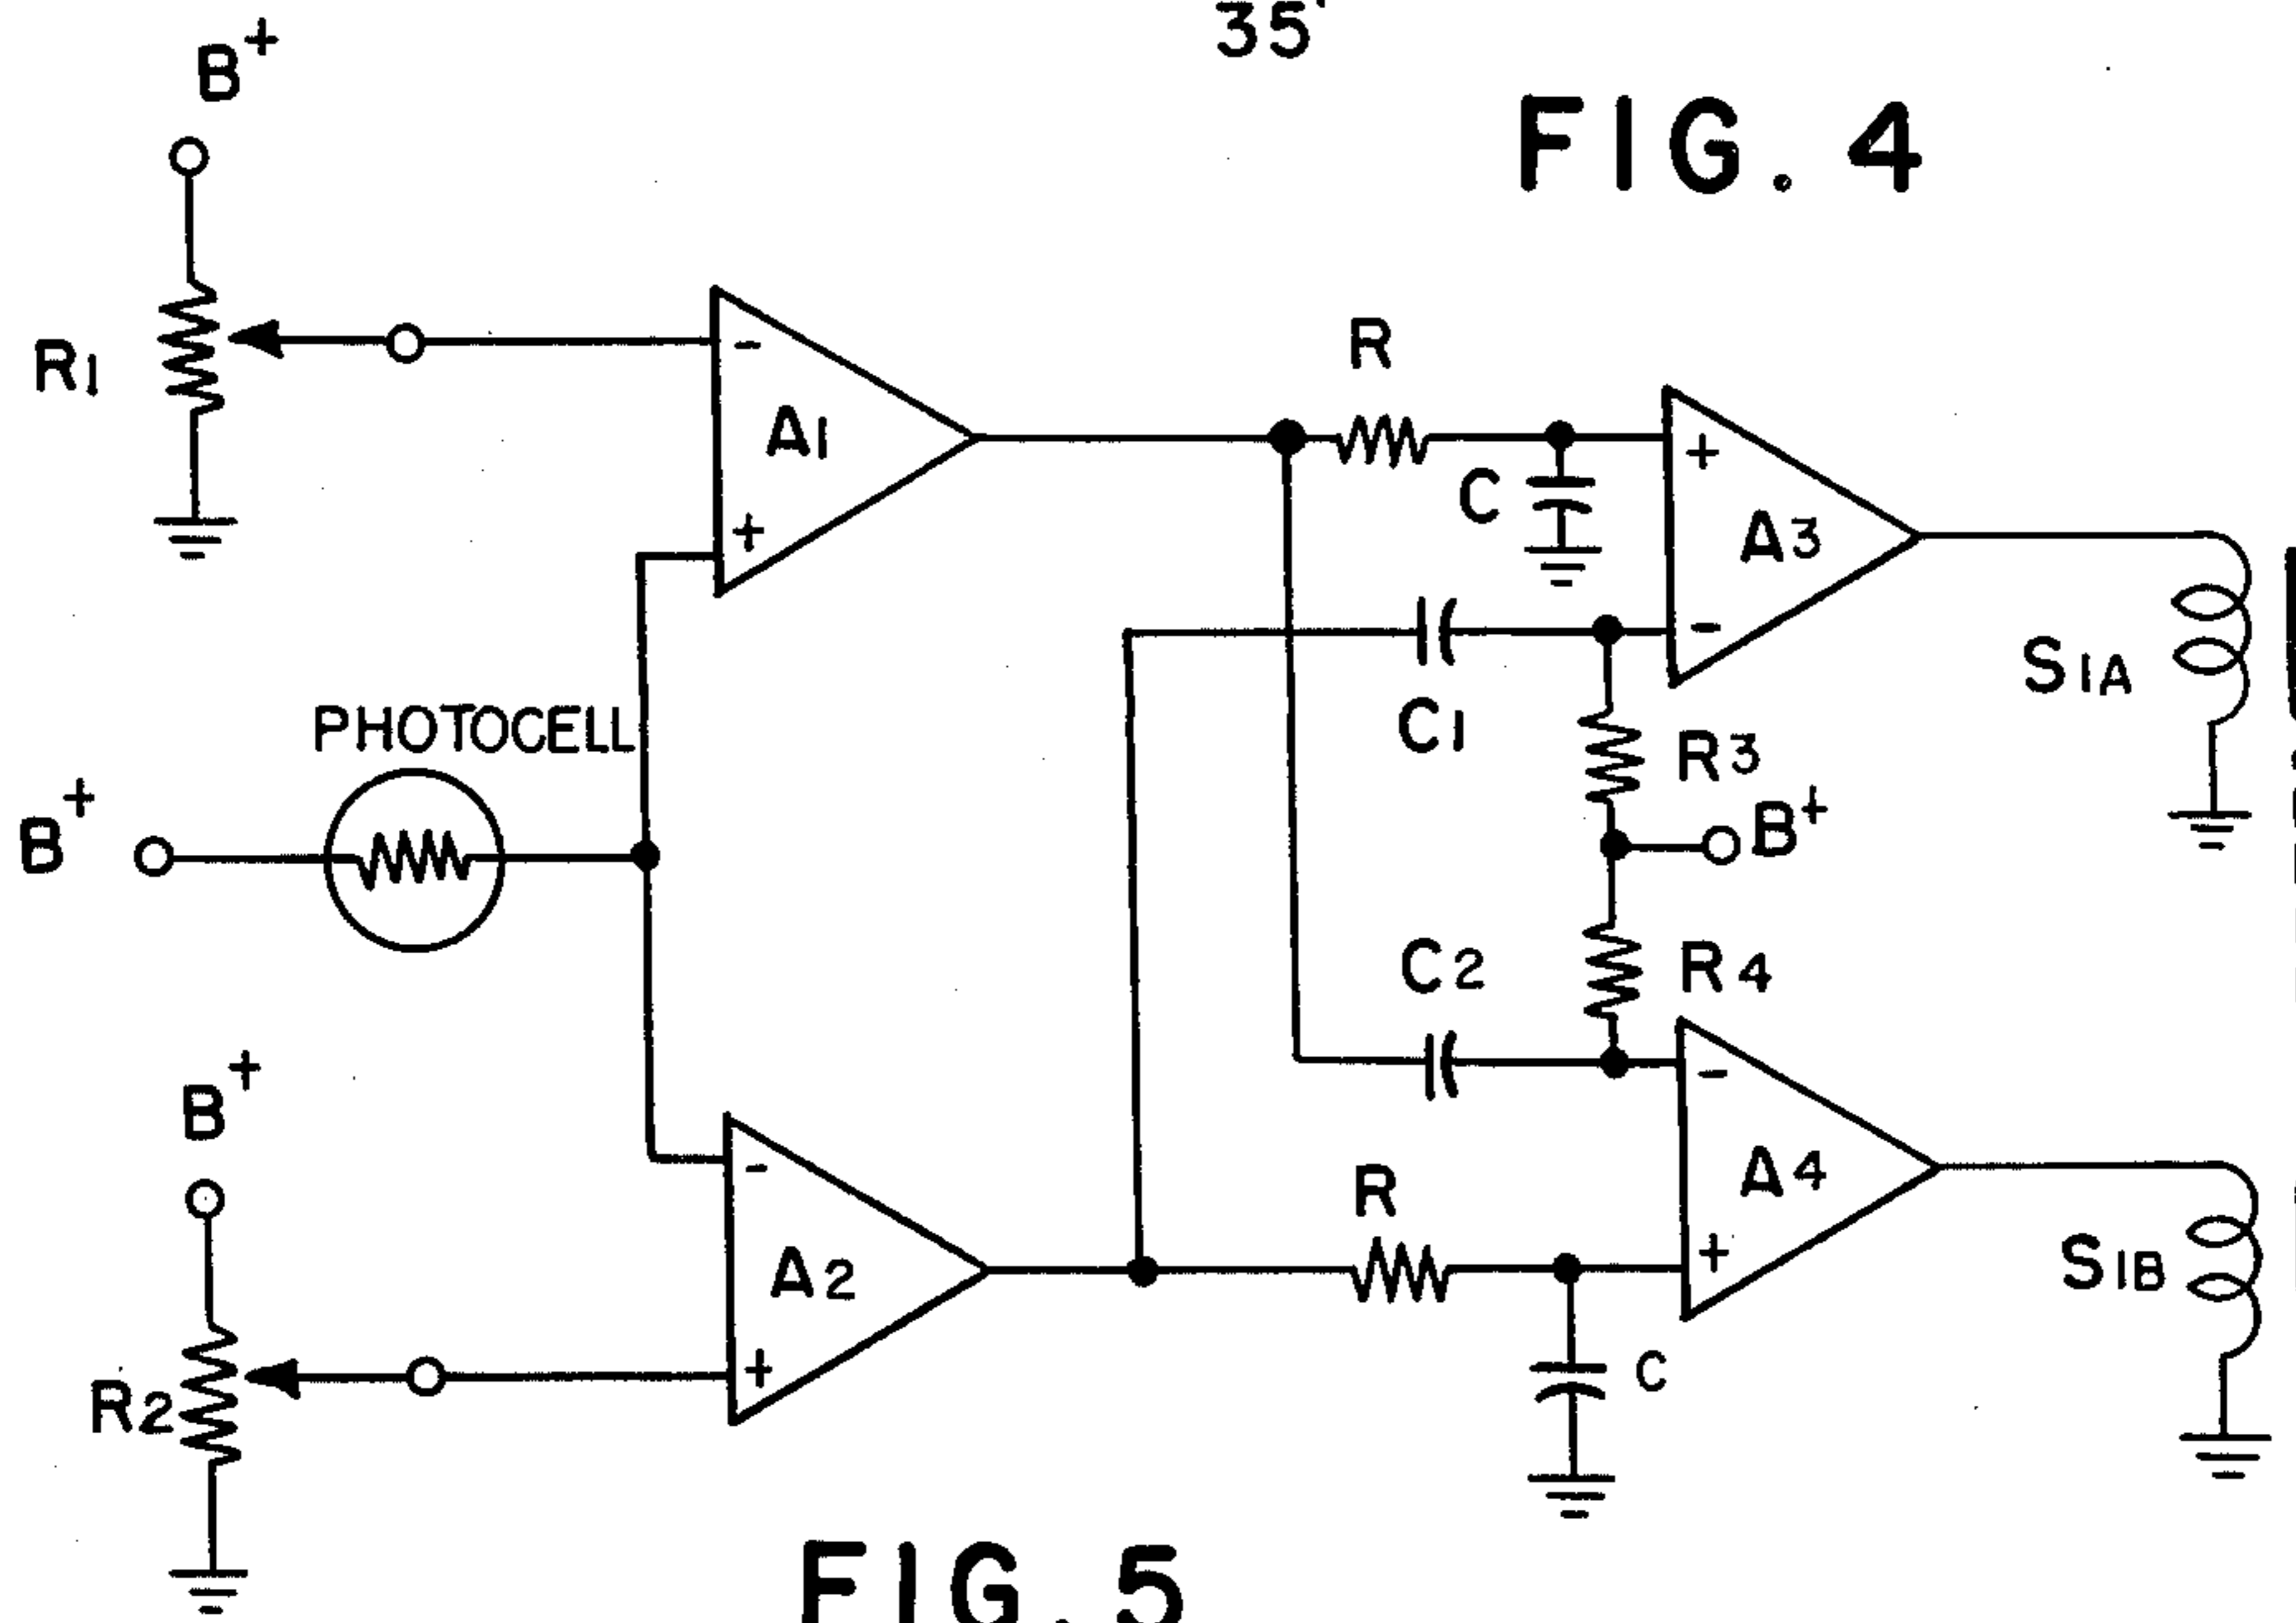 35'
FIG. 4
B+
R1
-
A1
+
R
C
+
A3
-
S1A
C1
R3
PHOTOCELL
B+
B+
C2
R4
B+
-
A2
+
R2
-
A4
+
R
C
S1B
FIG. 5